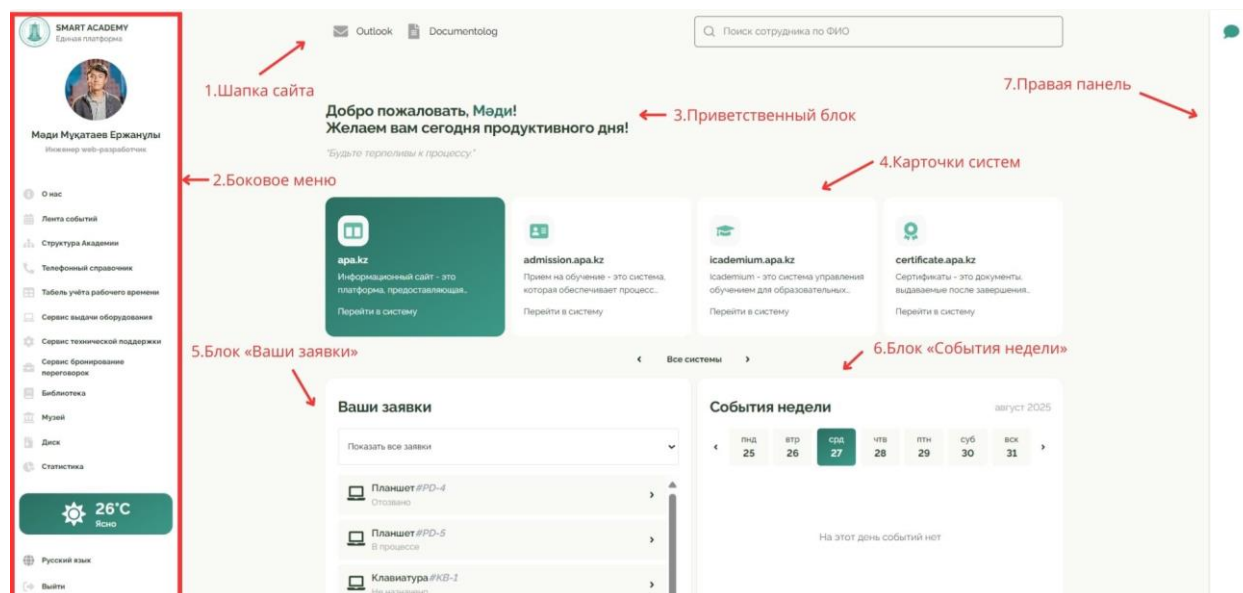 SMART ACADEMY
Единая платформа
Мәди Мұқатаев Ержанұлы
Инженер web-разработчик
О нас
Лента событий
Структура Академии
Телефонный справочник
Табель учёта рабочего времени
Сервис выдачи оборудования
Сервис технической поддержки
Сервис бронирование
переговорок
Библиотека
Музей
Диск
Статистика
26°C
Ясно
Русский язык
Выйти
Outlook
Documentolog
Поиск сотрудника по ФИО
1.Шапка сайта
2.Боковое меню
Добро пожаловать, Мәди!
Желаем вам сегодня продуктивного дня!
"Будьте терпеливы к процессу."
3.Приветственный блок
7.Правая панель
4.Карточки систем
apa.kz
Информационный сайт - это
платформа, предоставляющая..
Перейти в систему
admission.apa.kz
Прием на обучение - это система,
которая обеспечивает процесс..
Перейти в систему
icademium.apa.kz
Icademium - это система управления
обучением для образовательных..
Перейти в систему
certificate.apa.kz
Сертификаты - это документы,
выдаваемые после завершения..
Перейти в систему
Все системы
5.Блок «Ваши заявки»
6.Блок «События недели»
Ваши заявки
Показать все заявки
Планшет #PD-4
Отозвано
Планшет #PD-5
В процессе
Клавиатура #KB-1
Не назначено
События недели
август 2025
пнд втр срд чтв птн суб вск
25 26 27 28 29 30 31
На этот день событий нет